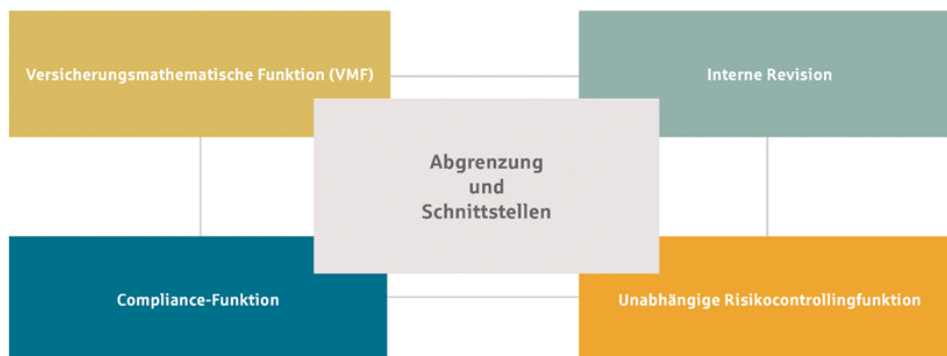 Versicherungsmathematische Funktion (VMF)
Interne Revision
Abgrenzung
und
Schnittstellen
Compliance-Funktion
Unabhängige Risikocontrollingfunktion